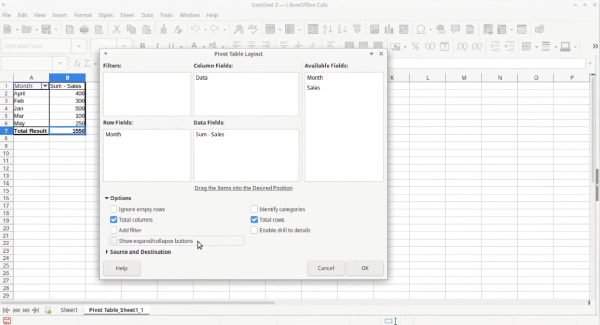 Untitled 2 — LibreOffice Calc
File Edit View Insert Format Styles Sheet Data Tools Window Help
Pivot Table Layout
Filters: Column Fields: Available Fields:
Data Month
Sales
Row Fields: Data Fields:
Month Sum - Sales
Drag the Items into the Desired Position
Options
Ignore empty rows Identify categories
Total columns Total rows
Add filter Enable drill to details
Show expand/collapse buttons
Source and Destination
Help Cancel OK
A B K L M N O P
1 Month Sum - Sales
2 April 400
3 Feb 300
4 Jan 500
5 Mar 100
6 May 250
7 Total Result 1550
8
9
10
11
12
13
14
15
16
17
18
19
20
21
22
23
24
25
26
27
28
29
Sheet1 Pivot Table_Sheet1_1